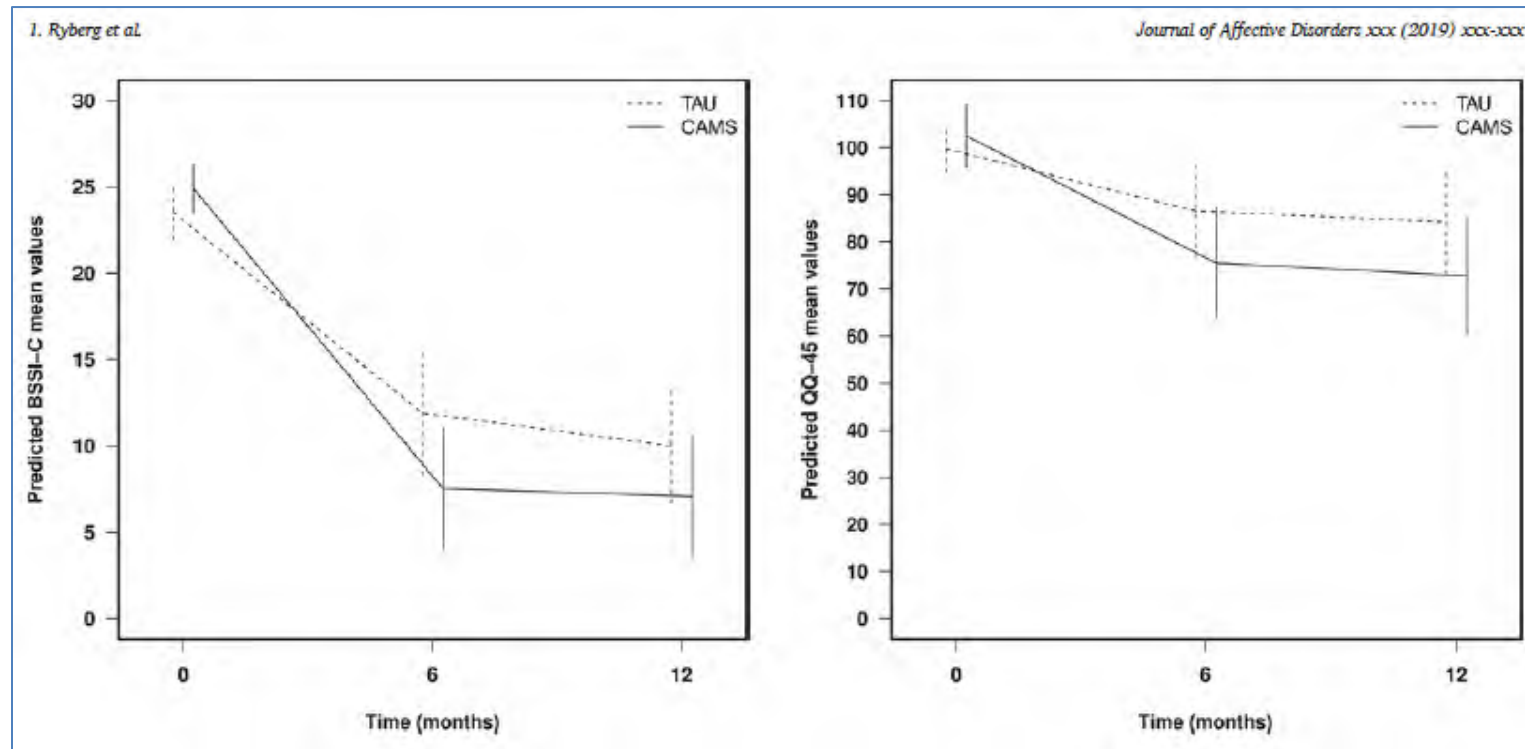 1. Ryberg et al.
Journal of Affective Disorders xxx (2019) xxx-xxx
Predicted BSSI–C mean values
30
25
20
15
10
5
0
TAU
CAMS
0
6
12
Time (months)
Predicted QQ–45 mean values
110
100
90
80
70
60
50
40
30
20
10
0
TAU
CAMS
0
6
12
Time (months)